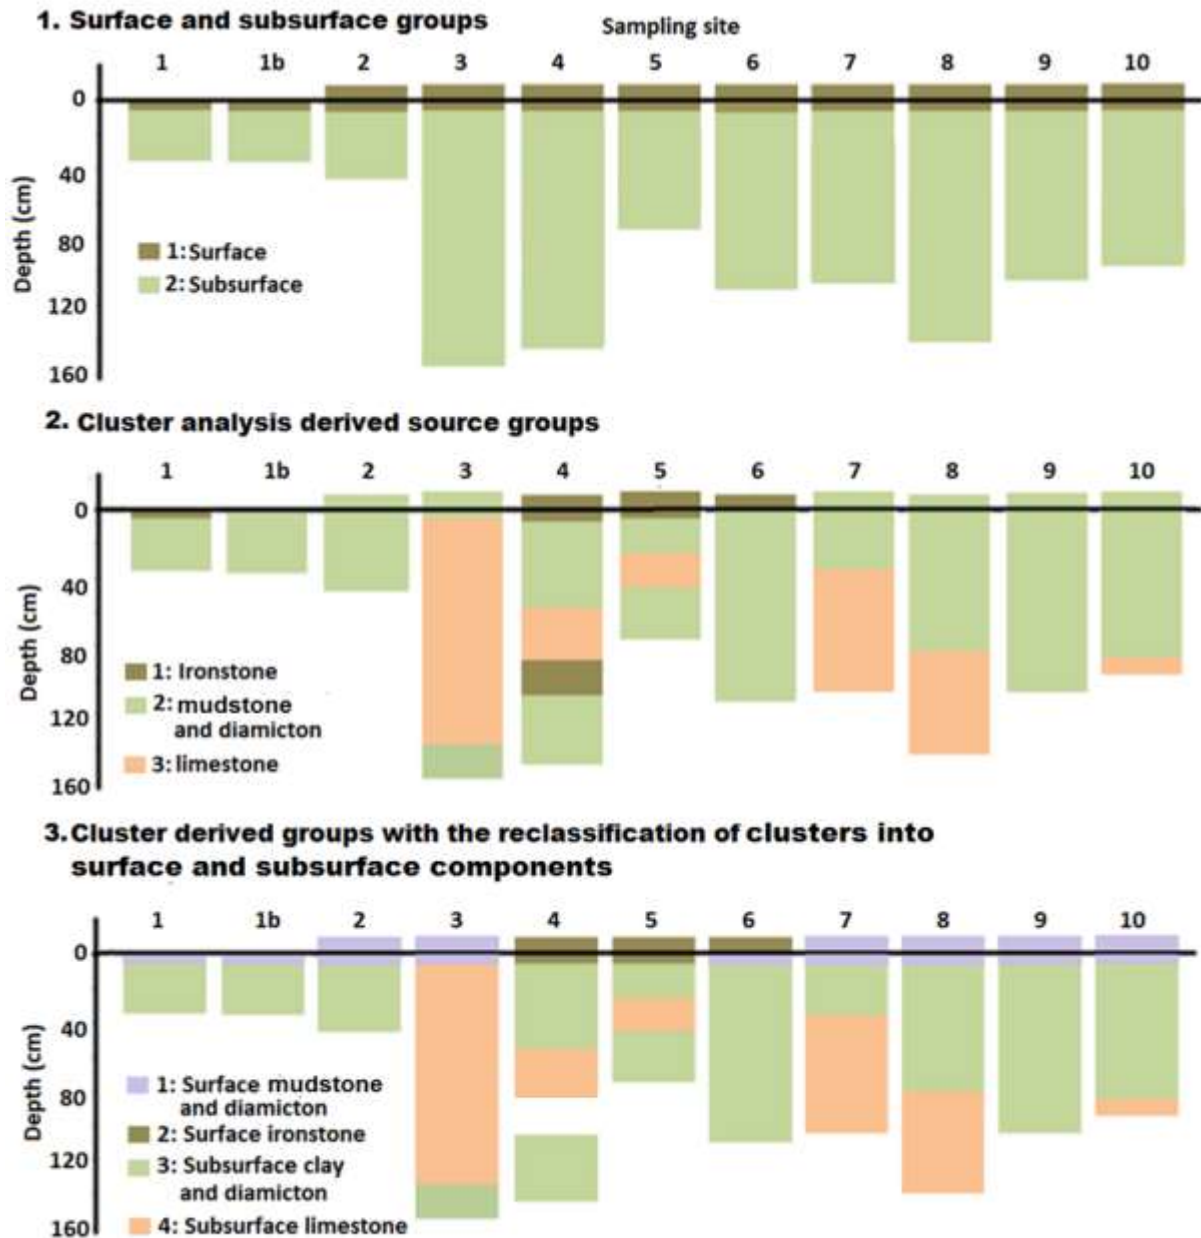 1. Surface and subsurface groups
Sampling site
1 1b 2 3 4 5 6 7 8 9 10
0
40
80
120
160
Depth (cm)
1: Surface
2: Subsurface
2. Cluster analysis derived source groups
1 1b 2 3 4 5 6 7 8 9 10
0
40
80
120
160
Depth (cm)
1: Ironstone
2: mudstone
and diamicton
3: limestone
3. Cluster derived groups with the reclassification of clusters into
surface and subsurface components
1 1b 2 3 4 5 6 7 8 9 10
0
40
80
120
160
Depth (cm)
1: Surface mudstone
and diamicton
2: Surface ironstone
3: Subsurface clay
and diamicton
4: Subsurface limestone